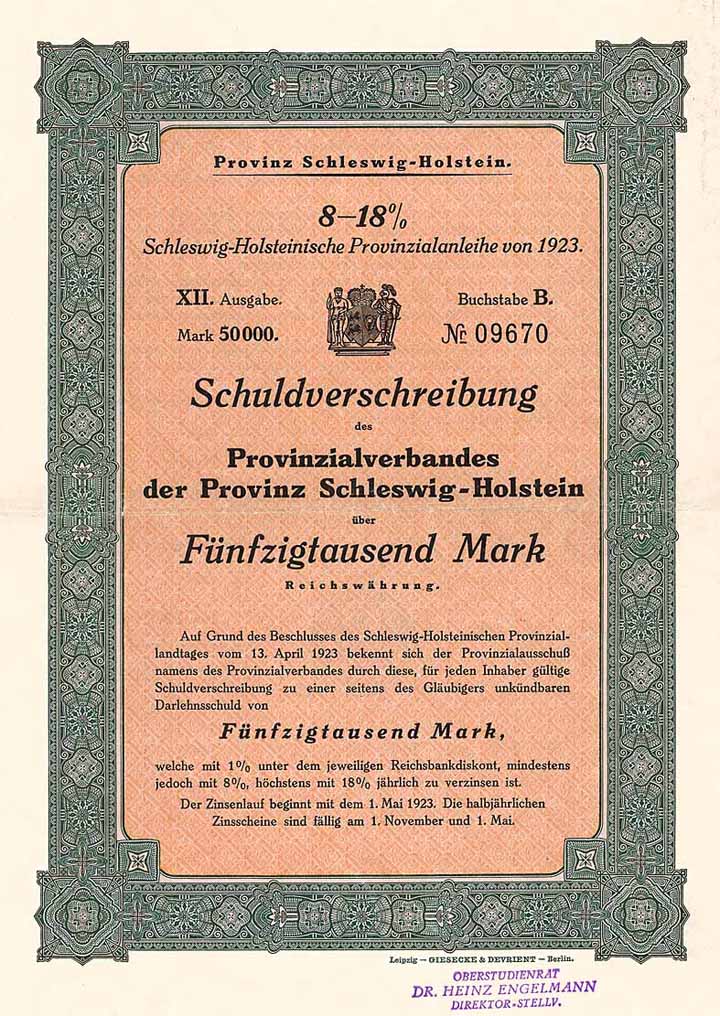 Provinz Schleswig-Holstein.
8–18%
Schleswig-Holsteinische Provinzialanleihe von 1923.
XII. Ausgabe.
Buchstabe B.
Mark 50000.
№ 09670
Schuldverschreibung
des
Provinzialverbandes
der Provinz Schleswig-Holstein
über
Fünfzigtausend Mark
Reichswährung.
Auf Grund des Beschlusses des Schleswig-Holsteinischen Provinzial-
landtages vom 13. April 1923 bekennt sich der Provinzialausschuß
namens des Provinzialverbandes durch diese, für jeden Inhaber gültige
Schuldverschreibung zu einer seitens des Gläubigers unkündbaren
Darlehnsschuld von
Fünfzigtausend Mark,
welche mit 1% unter dem jeweiligen Reichsbankdiskont, mindestens
jedoch mit 8%, höchstens mit 18% jährlich zu verzinsen ist.
Der Zinsenlauf beginnt mit dem 1. Mai 1923. Die halbjährlichen
Zinsscheine sind fällig am 1. November und 1. Mai.
Leipzig — GIESECKE & DEVRIENT — Berlin.
OBERSTUDIENRAT
DR. HEINZ ENGELMANN
DIREKTOR-STELLV.